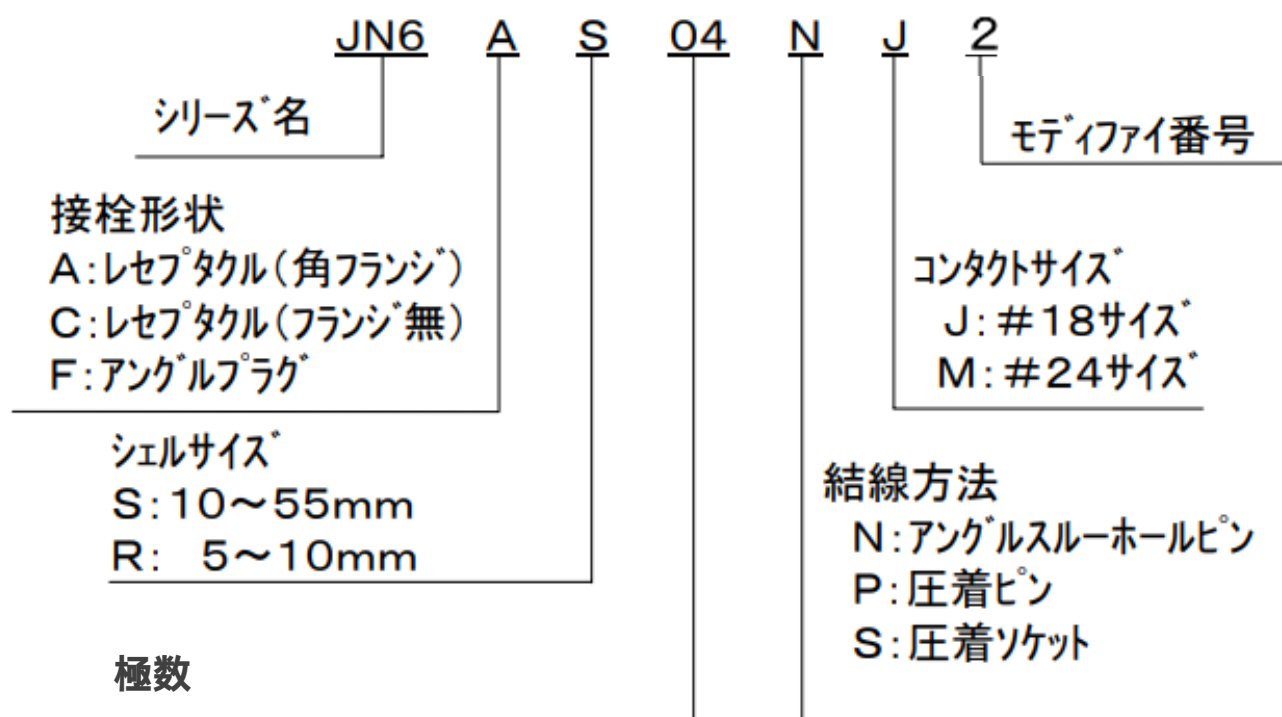 JN6 A S 04 N J 2
シリーズ名
モディファイ番号
接栓形状
A:レセプタクル(角フランジ)
C:レセプタクル(フランジ無)
F:アングルプラグ
コンタクトサイズ
J:#18サイズ
M:#24サイズ
シェルサイズ
S:10~55mm
R: 5~10mm
結線方法
N:アングルスルーホールピン
P:圧着ピン
S:圧着ソケット
極数